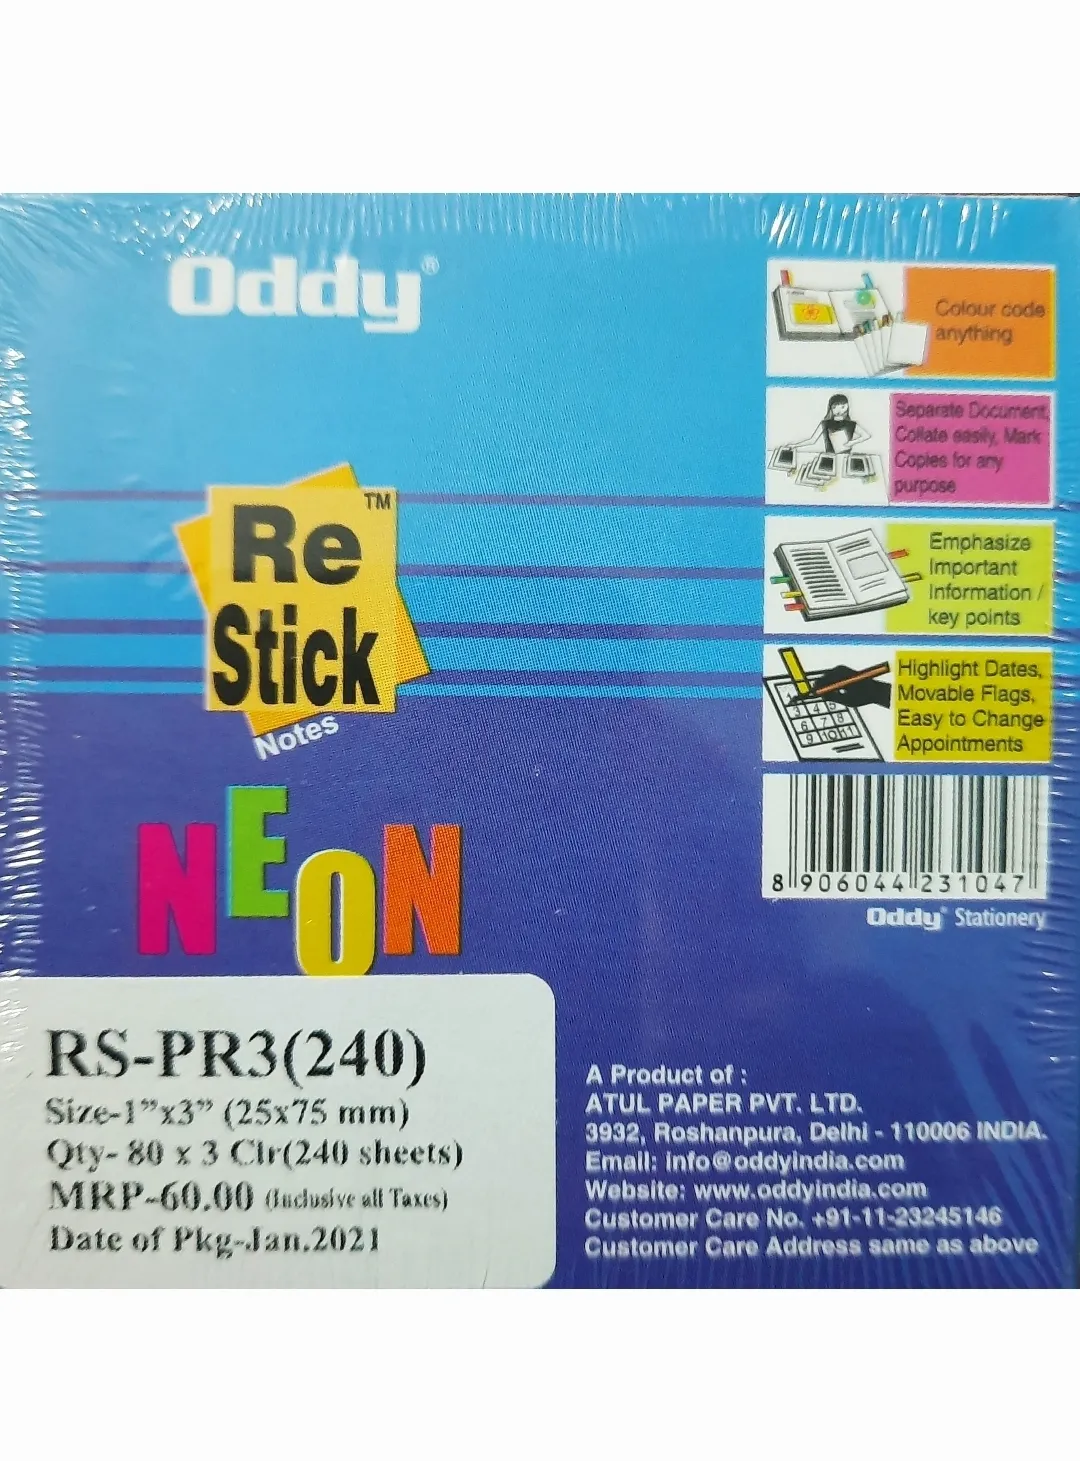 Oddy®
Colour code
anything
Separate Document,
Collate easily, Mark
Copies for any
purpose
Re
Stick™
Notes
Emphasize
Important
Information /
key points
Highlight Dates,
Movable Flags,
Easy to Change
Appointments
NEON
8 906044 231047
Oddy® Stationery
RS-PR3(240)
Size-1”x3” (25x75 mm)
Qty- 80 x 3 Clr(240 sheets)
MRP-60.00 (Inclusive all Taxes)
Date of Pkg-Jan.2021
A Product of :
ATUL PAPER PVT. LTD.
3932, Roshanpura, Delhi - 110006 INDIA.
Email: info@oddyindia.com
Website: www.oddyindia.com
Customer Care No. +91-11-23245146
Customer Care Address same as above